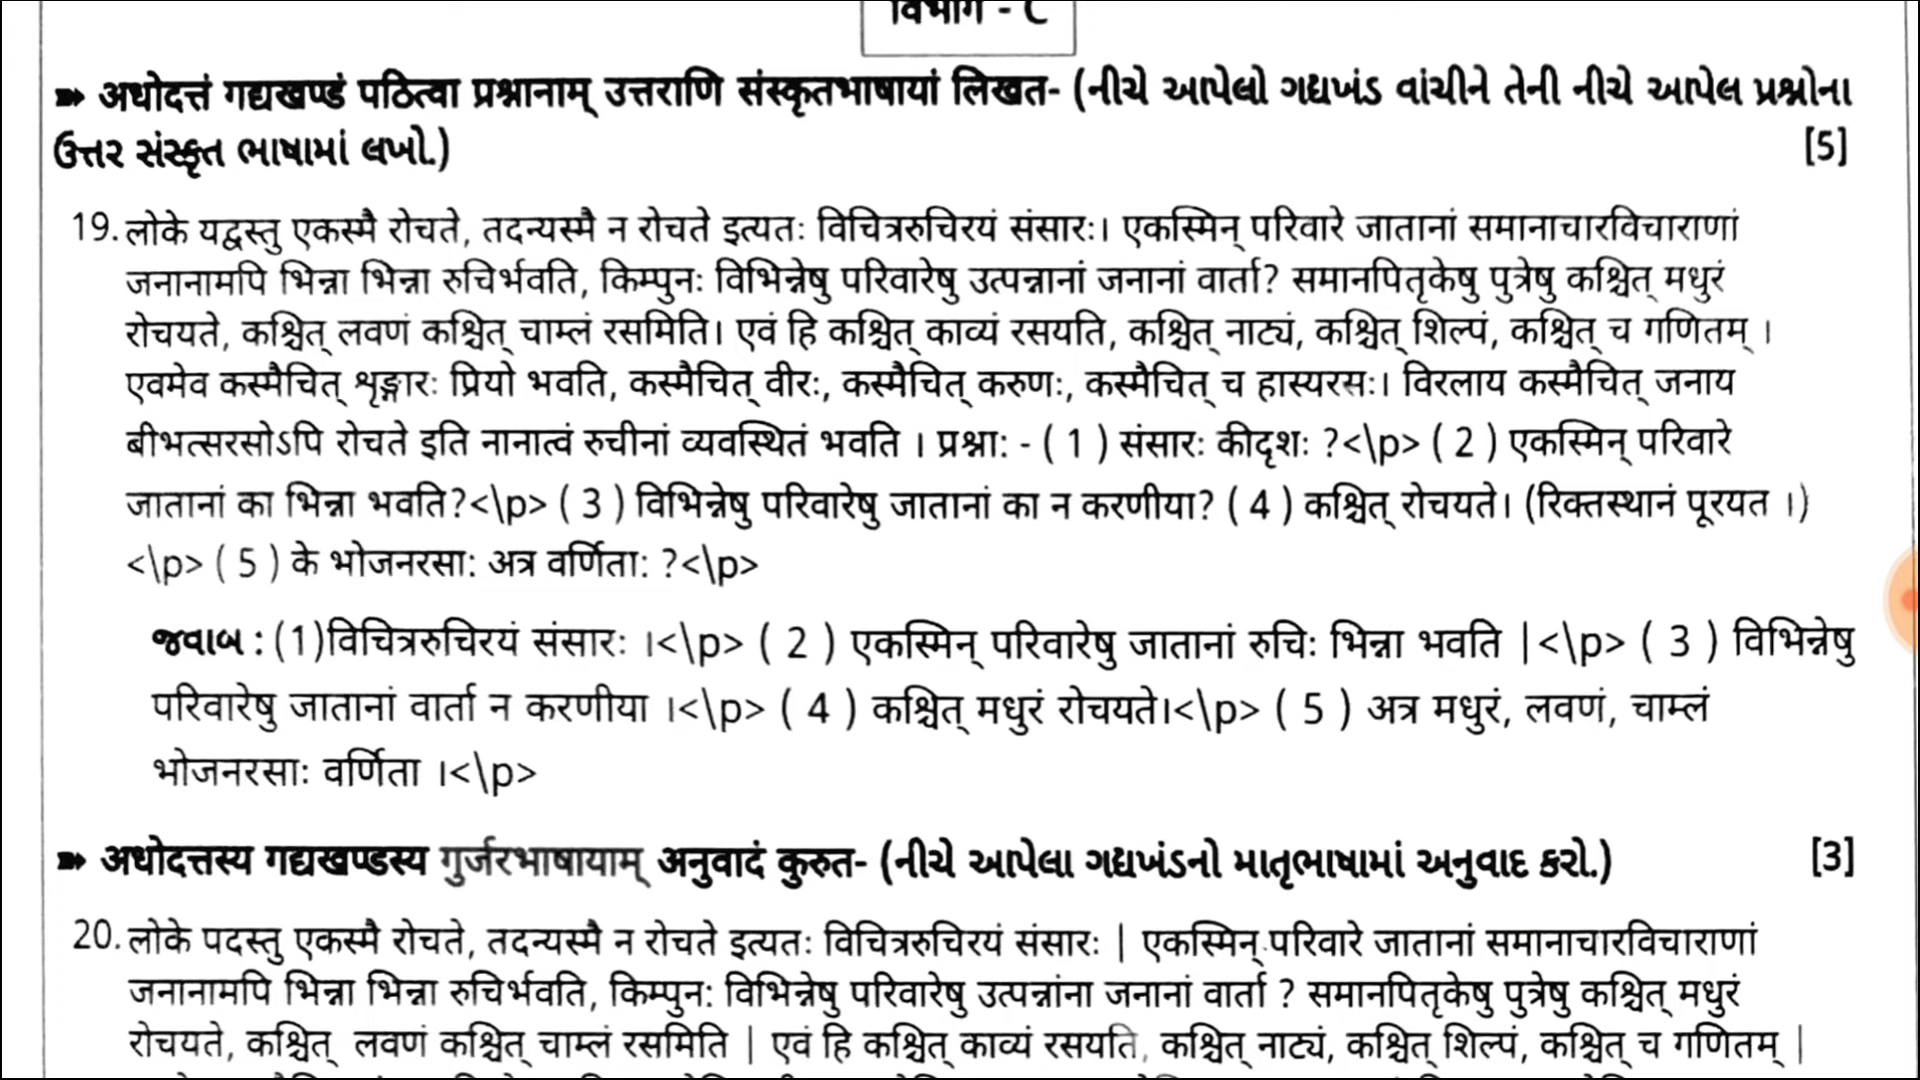 विभाग - C
➽ अधोदत्तं गद्यखण्डं पठित्वा प्रश्नानाम् उत्तराणि संस्कृतभाषायां लिखत- (નીચે આપેલો ગદ્યખંડ વાંચીને તેની નીચે આપેલ પ્રશ્નોના
ઉત્તર સંસ્કૃત ભાષામાં લખો.) [5]
19. लोके यद्वस्तु एकस्मै रोचते, तदन्यस्मै न रोचते इत्यतः विचित्ररुचिरयं संसारः। एकस्मिन् परिवारे जातानां समानाचारविचाराणां
जनानामपि भिन्ना भिन्ना रुचिर्भवति, किम्पुनः विभिन्नेषु परिवारेषु उत्पन्नानां जनानां वार्ता? समानपितृकेषु पुत्रेषु कश्चित् मधुरं
रोचयते, कश्चित् लवणं कश्चित् चाम्लं रसमिति। एवं हि कश्चित् काव्यं रसयति, कश्चित् नाट्यं, कश्चित् शिल्पं, कश्चित् च गणितम् ।
एवमेव कस्मैचित् शृङ्गारः प्रियो भवति, कस्मैचित् वीरः, कस्मैचित् करुणः, कस्मैचित् च हास्यरसः। विरलाय कस्मैचित् जनाय
बीभत्सरसोऽपि रोचते इति नानात्वं रुचीनां व्यवस्थितं भवति । प्रश्नाः - ( 1 ) संसारः कीदृशः ?<\p> ( 2 ) एकस्मिन् परिवारे
जातानां का भिन्ना भवति?<\p> ( 3 ) विभिन्नेषु परिवारेषु जातानां का न करणीया? ( 4 ) कश्चित् रोचयते। (रिक्तस्थानं पूरयत ।)
<\p> ( 5 ) के भोजनरसाः अत्र वर्णिताः ?<\p>
જવાબ : (1)विचित्ररुचिरयं संसारः ।<\p> ( 2 ) एकस्मिन् परिवारेषु जातानां रुचिः भिन्ना भवति |<\p> ( 3 ) विभिन्नेषु
परिवारेषु जातानां वार्ता न करणीया ।<\p> ( 4 ) कश्चित् मधुरं रोचयते।<\p> ( 5 ) अत्र मधुरं, लवणं, चाम्लं
भोजनरसाः वर्णिता ।<\p>
➽ अधोदत्तस्य गद्यखण्डस्य गुर्जरभाषायाम् अनुवादं कुरुत- (નીચે આપેલા ગદ્યખંડનો માતૃભાષામાં અનુવાદ કરો.) [3]
20. लोके पदस्तु एकस्मै रोचते, तदन्यस्मै न रोचते इत्यतः विचित्ररुचिरयं संसारः | एकस्मिन् परिवारे जातानां समानाचारविचाराणां
जनानामपि भिन्ना भिन्ना रुचिर्भवति, किम्पुनः विभिन्नेषु परिवारेषु उत्पन्नांना जनानां वार्ता ? समानपितृकेषु पुत्रेषु कश्चित् मधुरं
रोचयते, कश्चित् लवणं कश्चित् चाम्लं रसमिति | एवं हि कश्चित् काव्यं रसयति, कश्चित् नाट्यं, कश्चित् शिल्पं, कश्चित् च गणितम् |